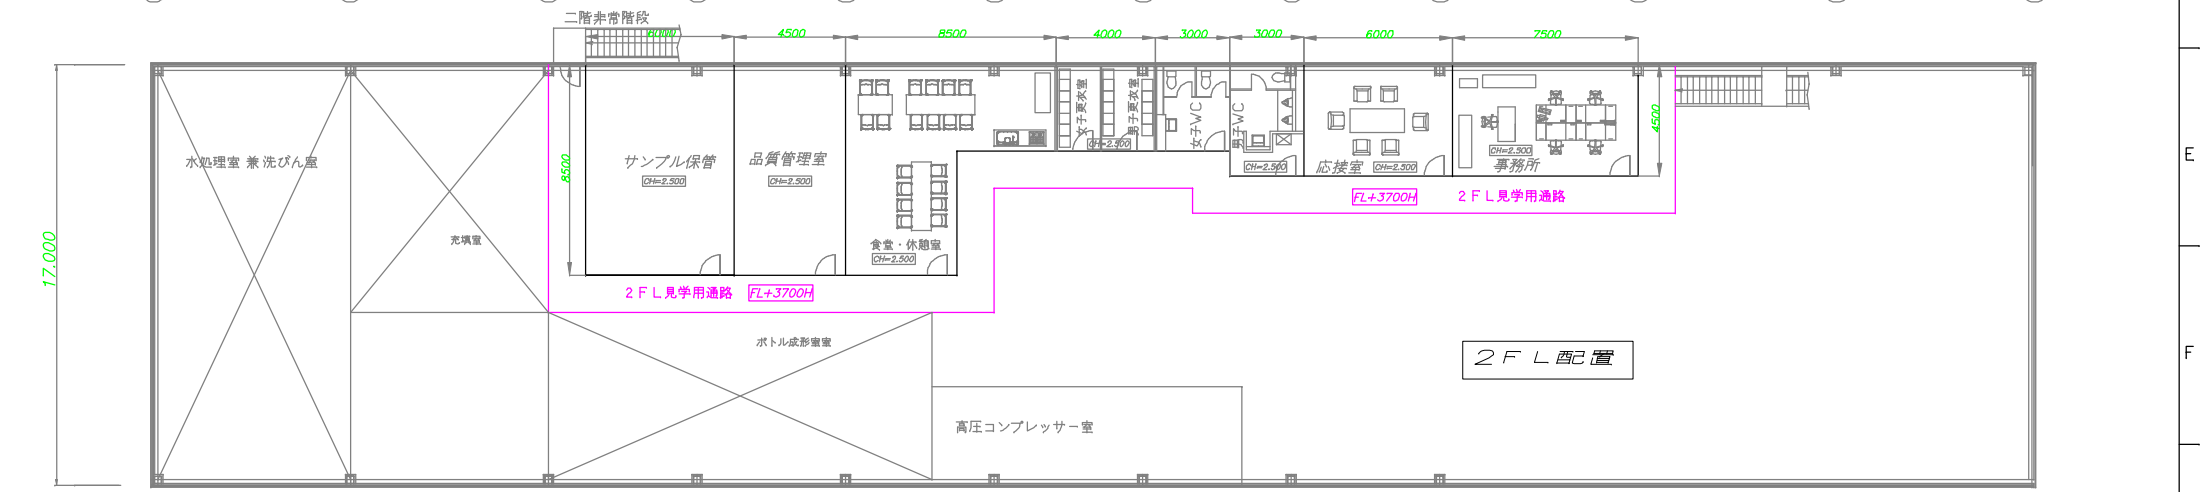 二階非常階段
6000
4500
8500
4000
3000
3000
6000
7500
17.000
8500
4500
水処理室 兼 洗びん室
充填室
サンプル保管
CH=2.500
品質管理室
CH=2.500
食堂・休憩室
CH=2.500
女子更衣室
男子更衣室
CH=2.500
女子WC
男子WC
CH=2.500
応接室
CH=2.500
CH=2.500
事務所
FL+3700H
2FL見学用通路
2FL見学用通路
FL+3700H
ボトル成形室室
高圧コンプレッサー室
2FL配置
E
F